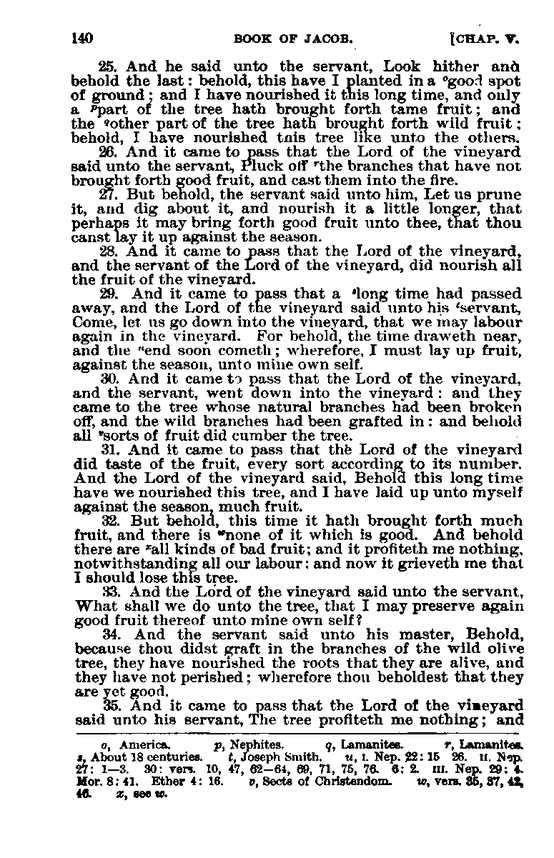 140 BOOK OF JACOB. [CHAP. V.
25. And he said unto the servant, Look hither and
behold the last: behold, this have I planted in a ᵒgood spot
of ground; and I have nourished it this long time, and only
a ᵖpart of the tree hath brought forth tame fruit; and
the qother part of the tree hath brought forth wild fruit;
behold, I have nourished this tree like unto the others.
26. And it came to pass that the Lord of the vineyard
said unto the servant, Pluck off ʳthe branches that have not
brought forth good fruit, and cast them into the fire.
27. But behold, the servant said unto him, Let us prune
it, and dig about it, and nourish it a little longer, that
perhaps it may bring forth good fruit unto thee, that thou
canst lay it up against the season.
28. And it came to pass that the Lord of the vineyard,
and the servant of the Lord of the vineyard, did nourish all
the fruit of the vineyard.
29. And it came to pass that a ˢlong time had passed
away, and the Lord of the vineyard said unto his ᵗservant,
Come, let us go down into the vineyard, that we may labour
again in the vineyard. For behold, the time draweth near,
and the ᵘend soon cometh; wherefore, I must lay up fruit,
against the season, unto mine own self.
30. And it came to pass that the Lord of the vineyard,
and the servant, went down into the vineyard: and they
came to the tree whose natural branches had been broken
off, and the wild branches had been grafted in: and behold
all ᵛsorts of fruit did cumber the tree.
31. And it came to pass that the Lord of the vineyard
did taste of the fruit, every sort according to its number.
And the Lord of the vineyard said, Behold this long time
have we nourished this tree, and I have laid up unto myself
against the season, much fruit.
32. But behold, this time it hath brought forth much
fruit, and there is ʷnone of it which is good. And behold
there are ˣall kinds of bad fruit; and it profiteth me nothing,
notwithstanding all our labour: and now it grieveth me that
I should lose this tree.
33. And the Lord of the vineyard said unto the servant,
What shall we do unto the tree, that I may preserve again
good fruit thereof unto mine own self?
34. And the servant said unto his master, Behold,
because thou didst graft in the branches of the wild olive
tree, they have nourished the roots that they are alive, and
they have not perished; wherefore thou beholdest that they
are yet good.
35. And it came to pass that the Lord of the vineyard
said unto his servant, The tree profiteth me nothing; and
o, America. p, Nephites. q, Lamanites. r, Lamanites.
s, About 18 centuries. t, Joseph Smith. u, I. Nep. 22: 15 26. II. Nep.
27: 1—3. 30: vers. 10, 47, 62—64, 69, 71, 75, 76. 6: 2. III. Nep. 29: 4.
Mor. 8: 41. Ether 4: 16. v, Sects of Christendom. w, vers. 35, 37, 42,
46. x, see w.